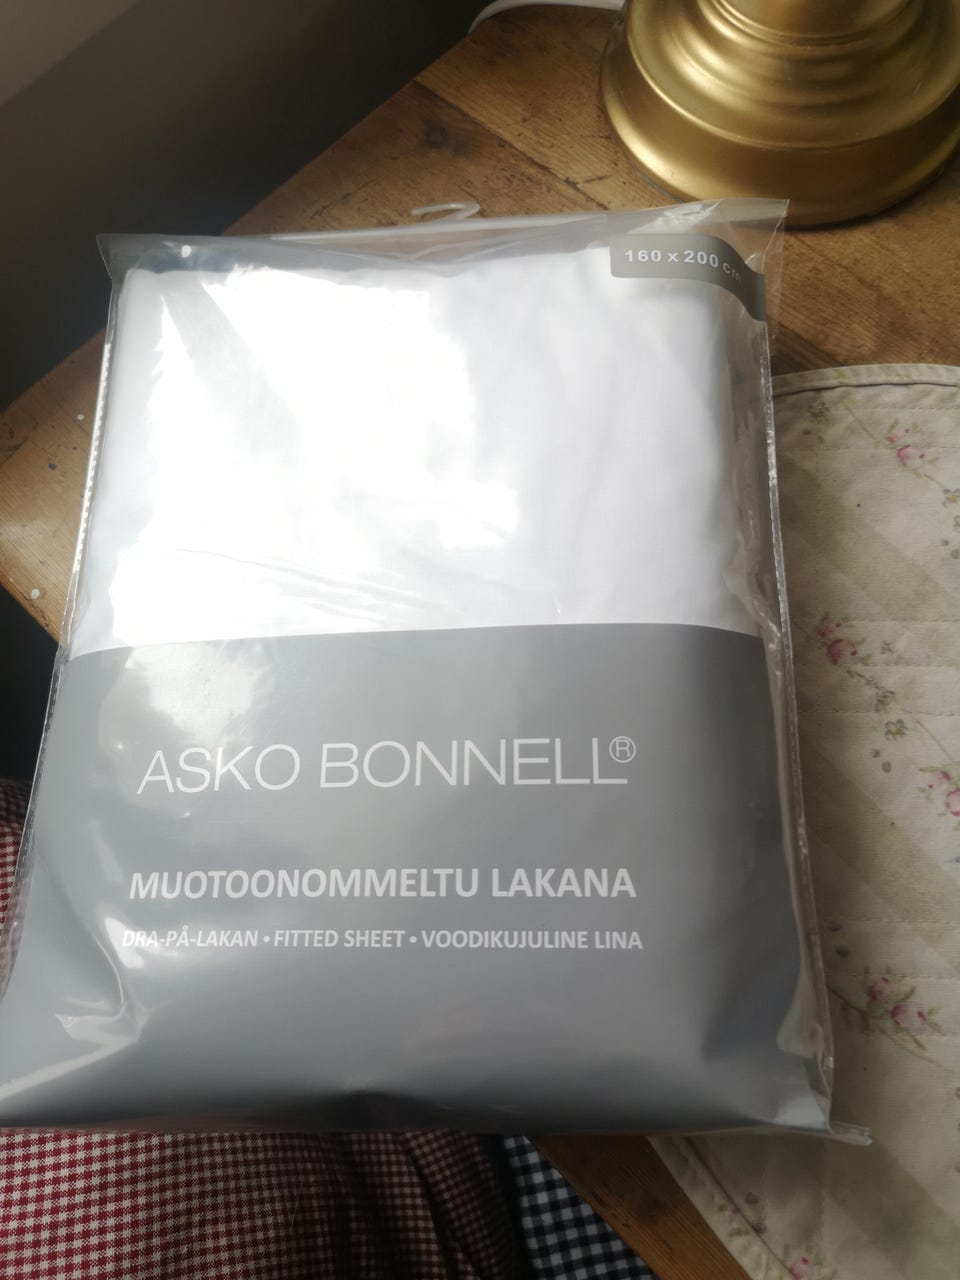 160 x 200 cm
ASKO BONNELL®
MUOTOONOMMELTU LAKANA
DRA-PÅ-LAKAN • FITTED SHEET • VOODIKUJULINE LINA